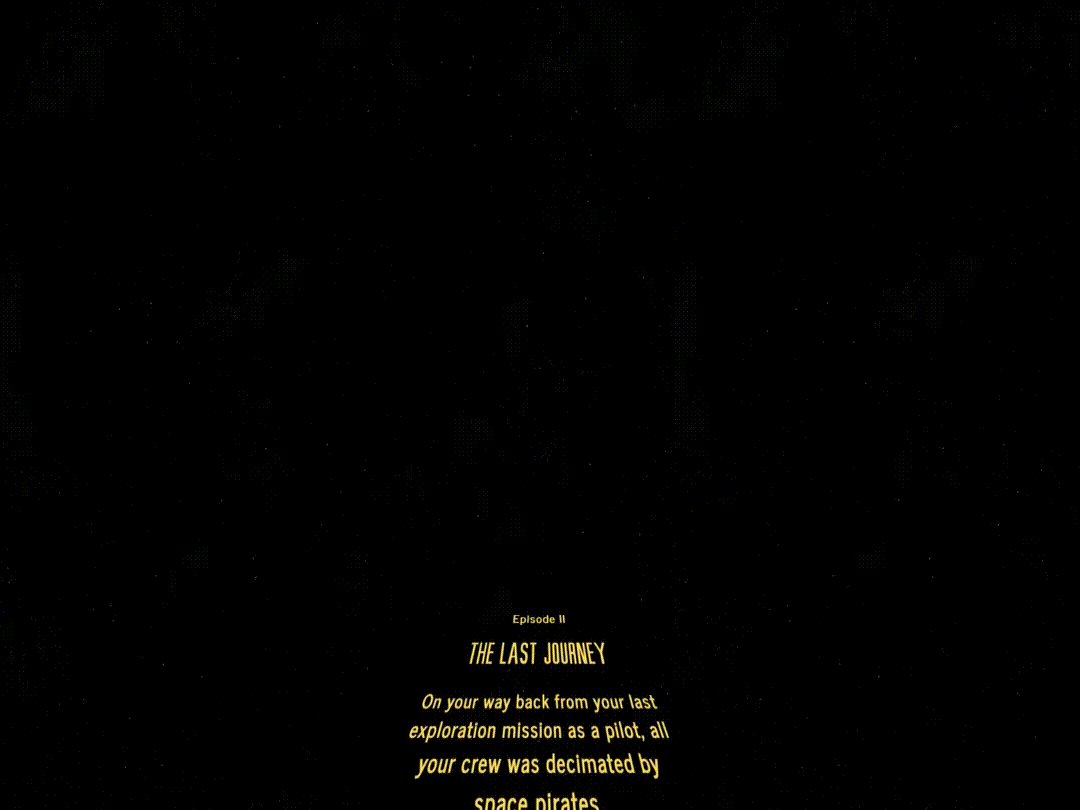 Episode II
THE LAST JOURNEY
On your way back from your last
exploration mission as a pilot, all
your crew was decimated by
space pirates